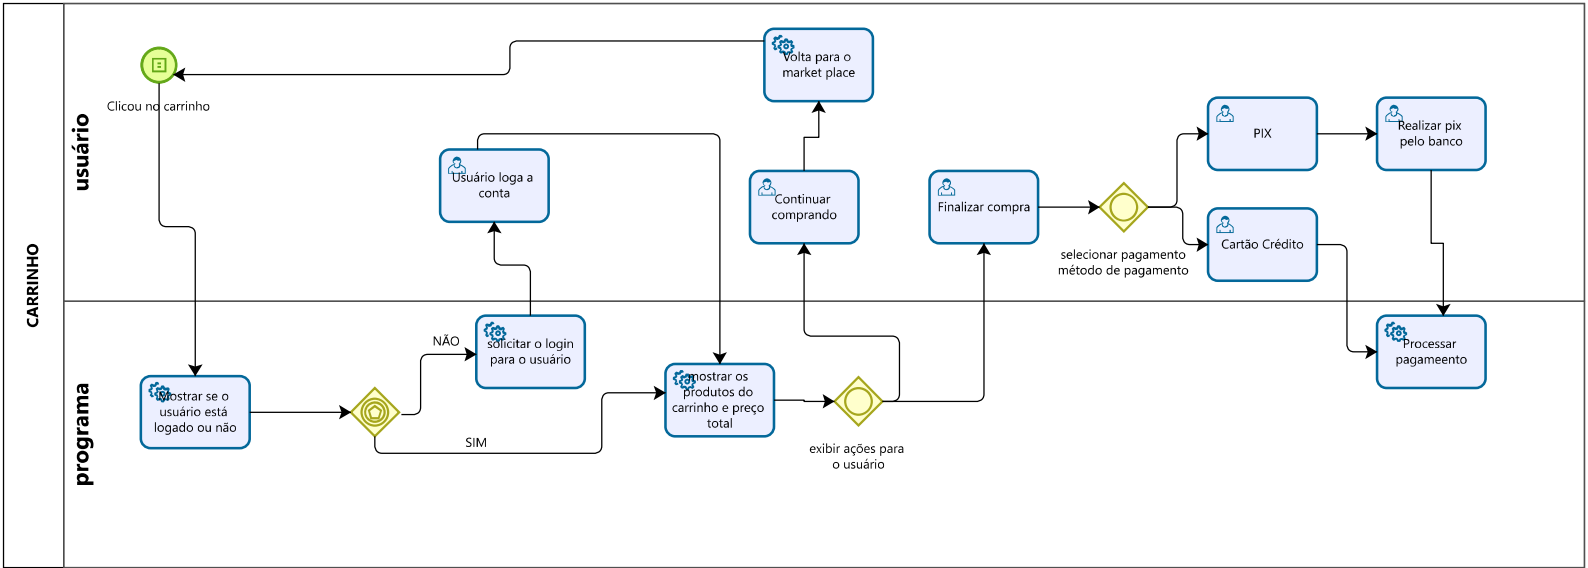 CARRINHO
usuário
programa
Clicou no carrinho
Mostrar se o
usuário está
logado ou não
NÃO
SIM
solicitar o login
para o usuário
Usuário loga a
conta
mostrar os
produtos do
carrinho e preço
total
exibir ações para
o usuário
Continuar
comprando
Volta para o
market place
Finalizar compra
selecionar pagamento
método de pagamento
PIX
Realizar pix
pelo banco
Cartão Crédito
Processar
pagameento